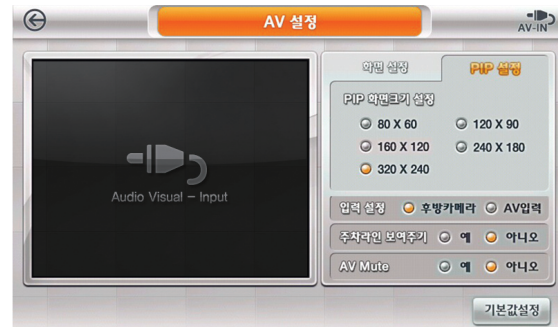 AV 설정
AV-IN
화면 설정
PIP 설정
PIP 화면크기 설정
80 X 60
120 X 90
160 X 120
240 X 180
320 X 240
Audio Visual – Input
입력 설정 후방카메라 AV입력
주차라인 보여주기 예 아니오
AV Mute 예 아니오
기본값설정